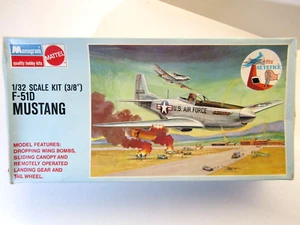 Monogram
quality hobby kits
MATTEL
1/32 SCALE KIT (3/8")
F-51D
MUSTANG
U.S. AIR FORCE
MODEL FEATURES:
DROPPING WING BOMBS,
SLIDING CANOPY AND
REMOTELY OPERATED
LANDING GEAR AND
TAIL WHEEL.